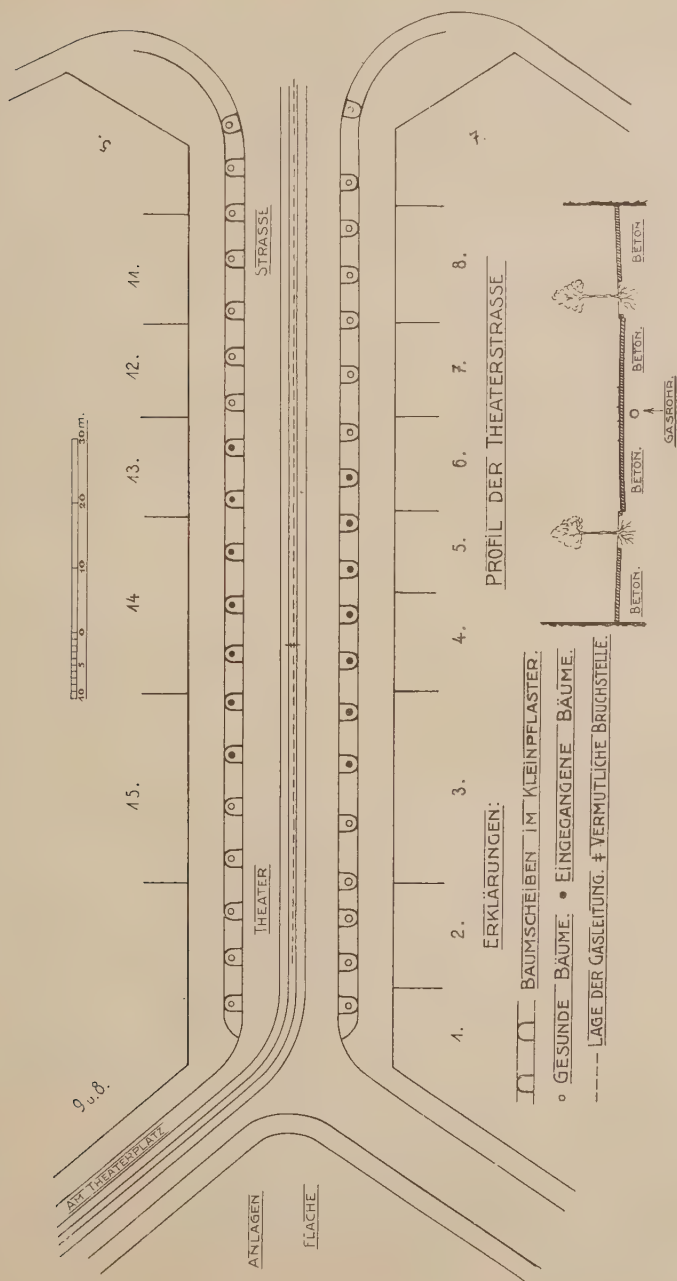 9 u. 8.
AM THEATERPLATZ
ANLAGEN
FLÄCHE
THEATER
STRASSE
15.
14
13.
12.
11.
5.
10 5 0 10 20 30 m.
1.
2.
3.
4.
5.
6.
7.
8.
7.
ERKLÄRUNGEN:
BAUMSCHEIBEN IM KLEINPFLASTER.
○ GESUNDE BÄUME. ● EINGEGANGENE BÄUME.
---- LAGE DER GASLEITUNG. ⧧ VERMUTLICHE BRUCHSTELLE.
PROFIL DER THEATERSTRASSE
BETON.
BETON.
BETON.
BETON
GASROHR.